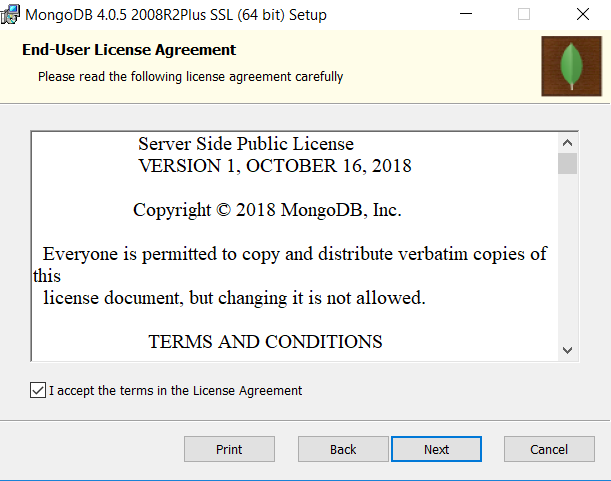 MongoDB 4.0.5 2008R2Plus SSL (64 bit) Setup
End-User License Agreement
Please read the following license agreement carefully
Server Side Public License
VERSION 1, OCTOBER 16, 2018
Copyright © 2018 MongoDB, Inc.
Everyone is permitted to copy and distribute verbatim copies of
this
license document, but changing it is not allowed.
TERMS AND CONDITIONS
I accept the terms in the License Agreement
Print
Back
Next
Cancel